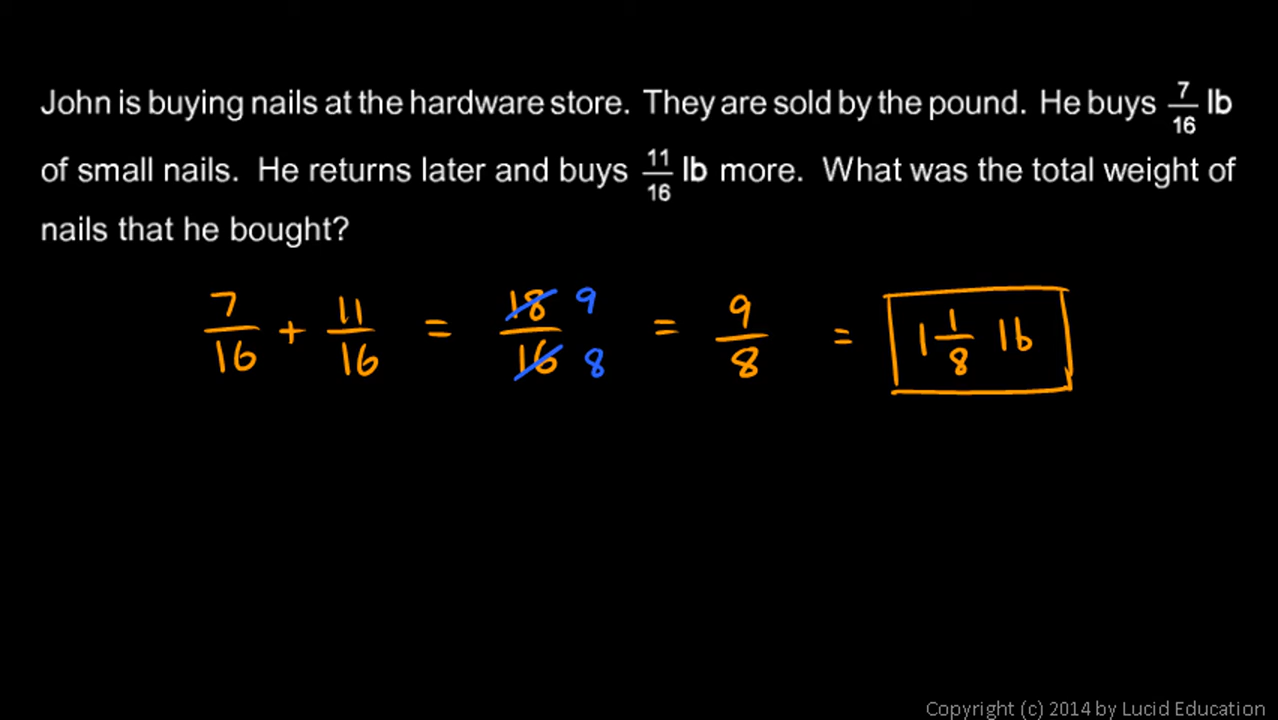 John is buying nails at the hardware store. They are sold by the pound. He buys 7/16 lb
of small nails. He returns later and buys 11/16 lb more. What was the total weight of
nails that he bought?
7/16 + 11/16 = 18/16 9/8 = 9/8 = 1 1/8 lb
Copyright (c) 2014 by Lucid Education